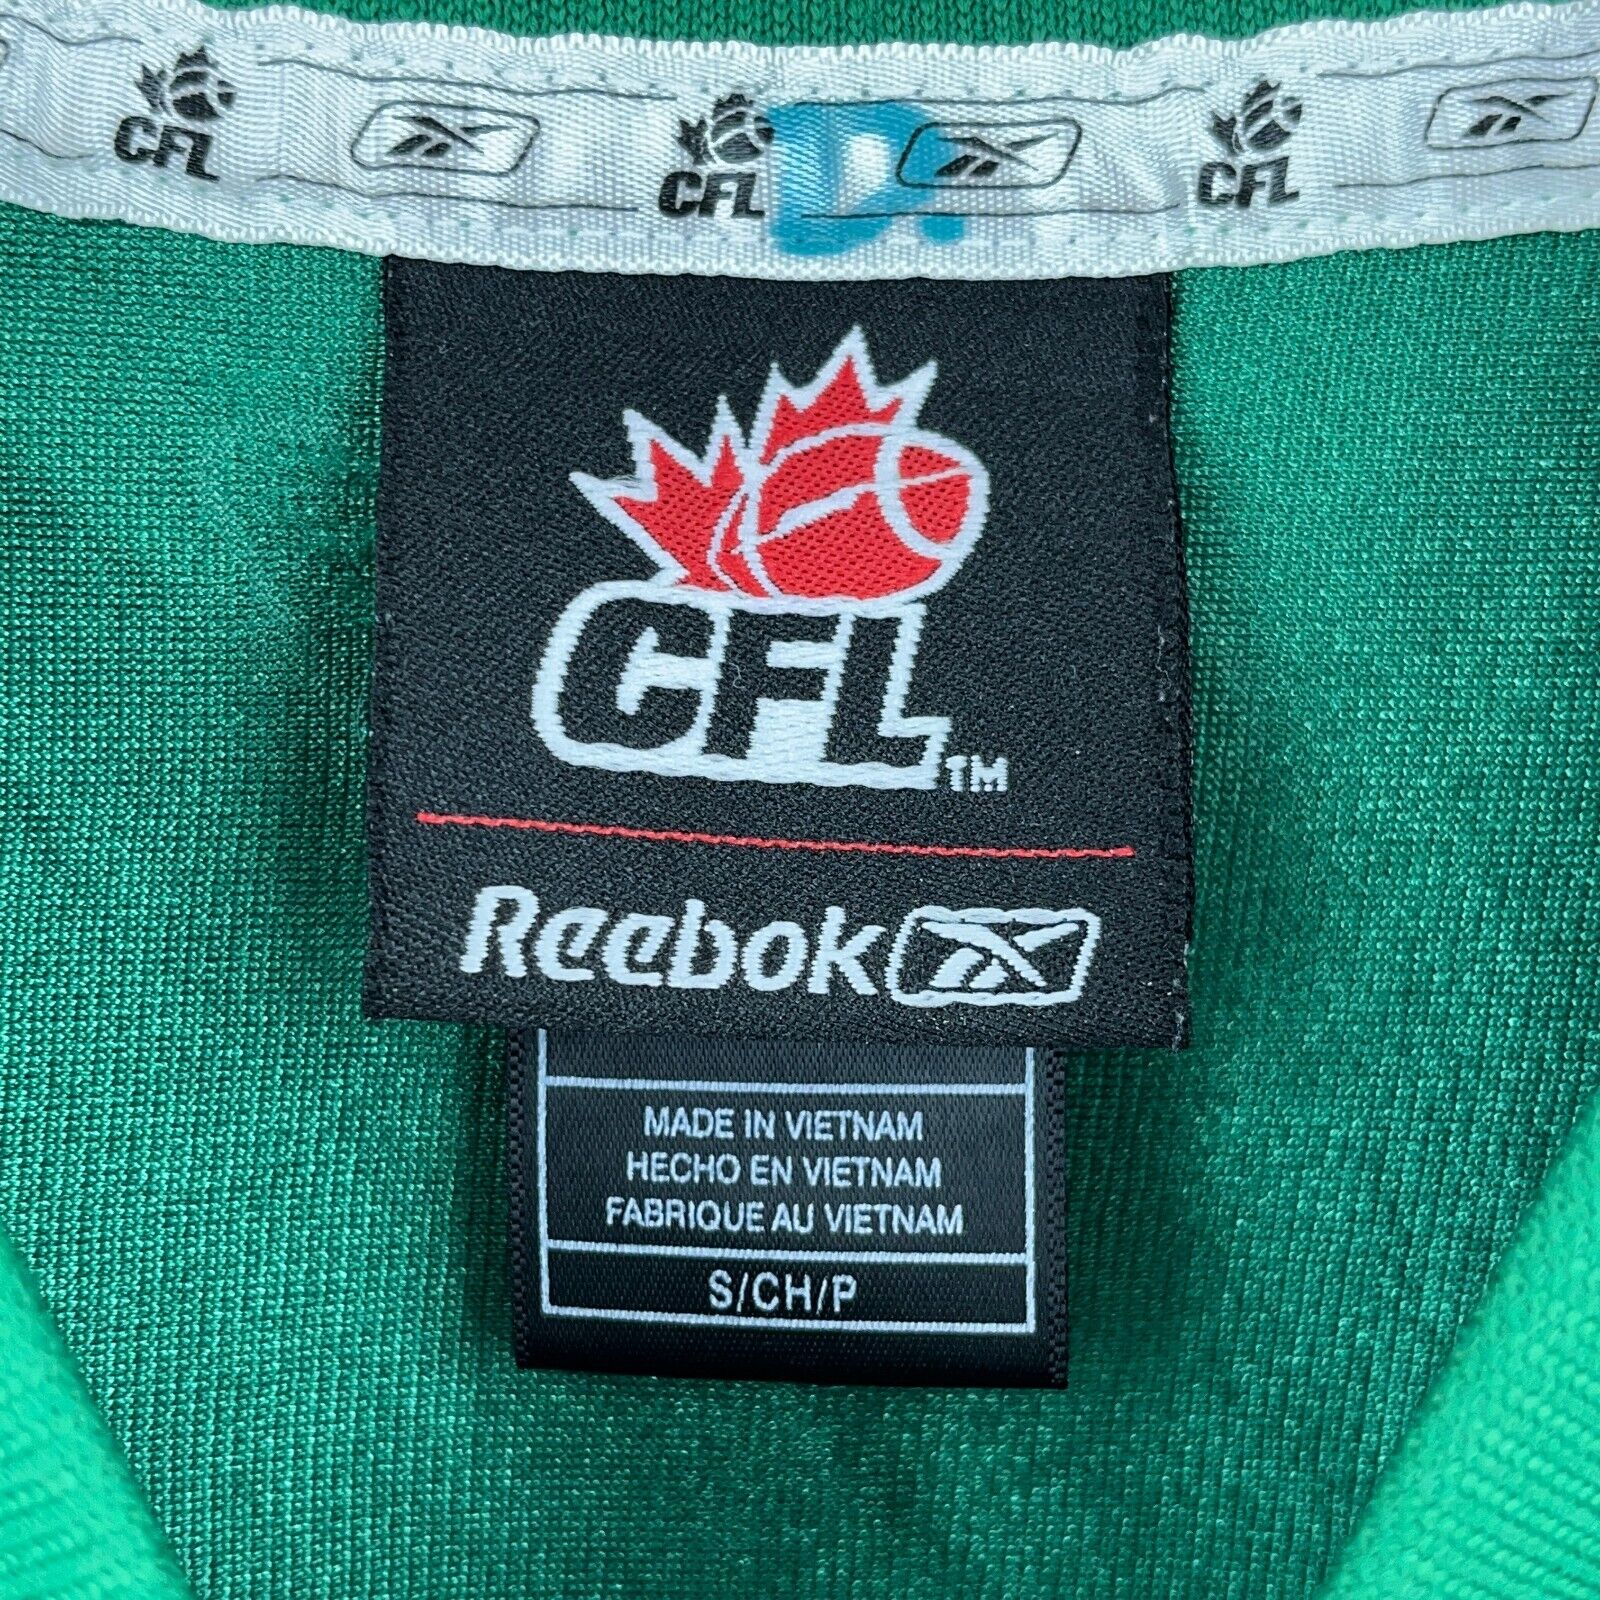 CFL CFL D. CFL
CFL TM
Reebok
MADE IN VIETNAM
HECHO EN VIETNAM
FABRIQUE AU VIETNAM
S/CH/P